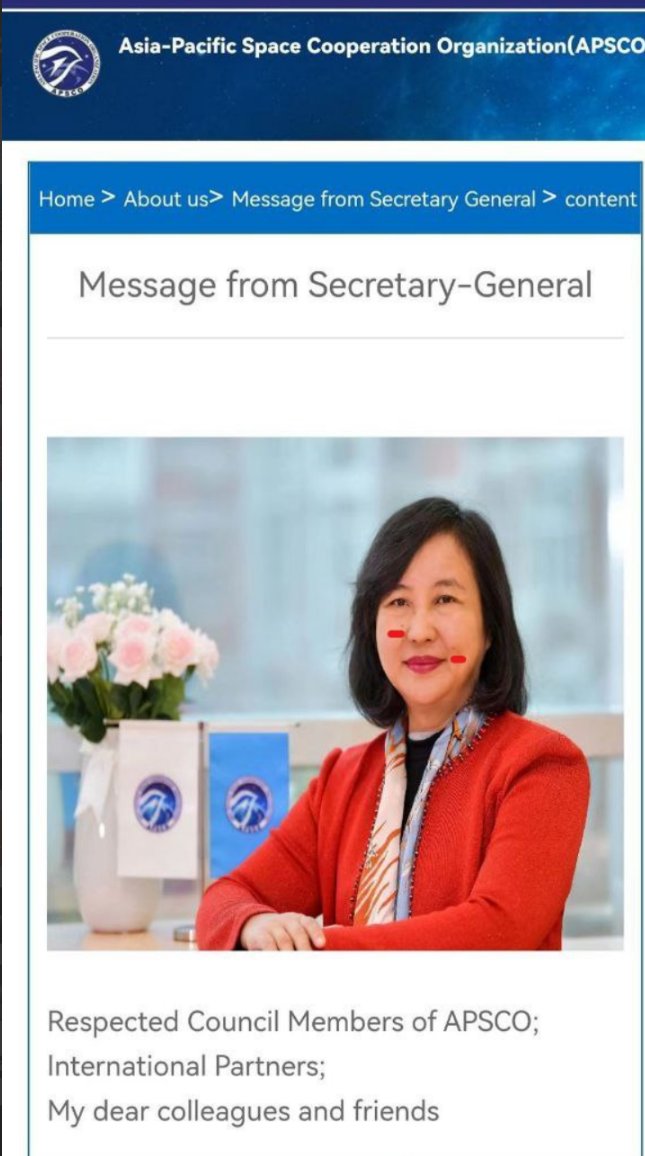 Asia-Pacific Space Cooperation Organization(APSCO
Home > About us> Message from Secretary General > content
Message from Secretary-General
Respected Council Members of APSCO;
International Partners;
My dear colleagues and friends